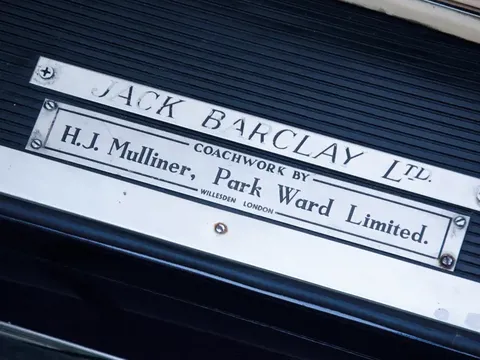 JACK BARCLAY LTD.
COACHWORK BY
H.J. Mulliner, Park Ward Limited.
WILLESDEN LONDON